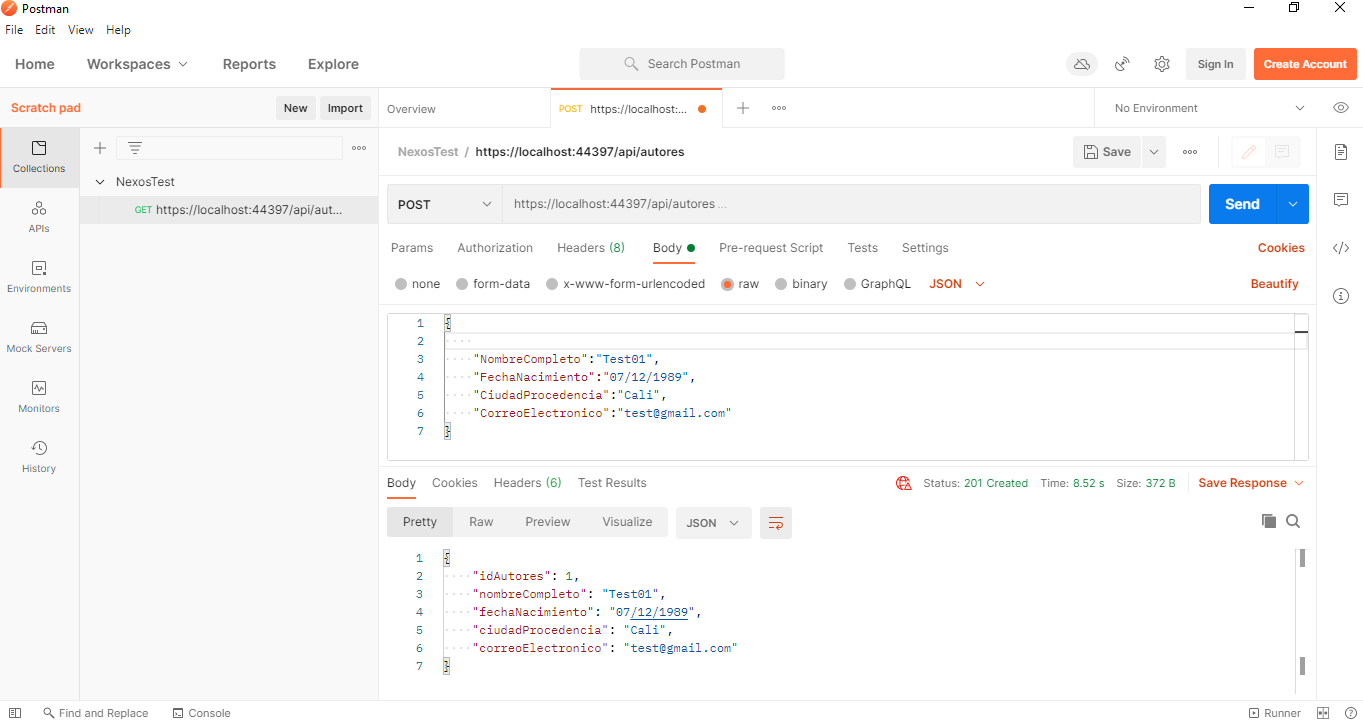 Postman
File Edit View Help
Home Workspaces Reports Explore Search Postman Sign In Create Account
Scratch pad New Import Overview POST https://localhost:... No Environment
NexosTest / https://localhost:44397/api/autores Save
Collections
NexosTest
GET https://localhost:44397/api/aut...
APIs
Environments
Mock Servers
Monitors
History
POST https://localhost:44397/api/autores ... Send
Params Authorization Headers (8) Body Pre-request Script Tests Settings Cookies
none form-data x-www-form-urlencoded raw binary GraphQL JSON Beautify
1 {
2
3 "NombreCompleto":"Test01",
4 "FechaNacimiento":"07/12/1989",
5 "CiudadProcedencia":"Cali",
6 "CorreoElectronico":"test@gmail.com"
7 }
Body Cookies Headers (6) Test Results Status: 201 Created Time: 8.52 s Size: 372 B Save Response
Pretty Raw Preview Visualize JSON
1 {
2 "idAutores": 1,
3 "nombreCompleto": "Test01",
4 "fechaNacimiento": "07/12/1989",
5 "ciudadProcedencia": "Cali",
6 "correoElectronico": "test@gmail.com"
7 }
Find and Replace Console Runner